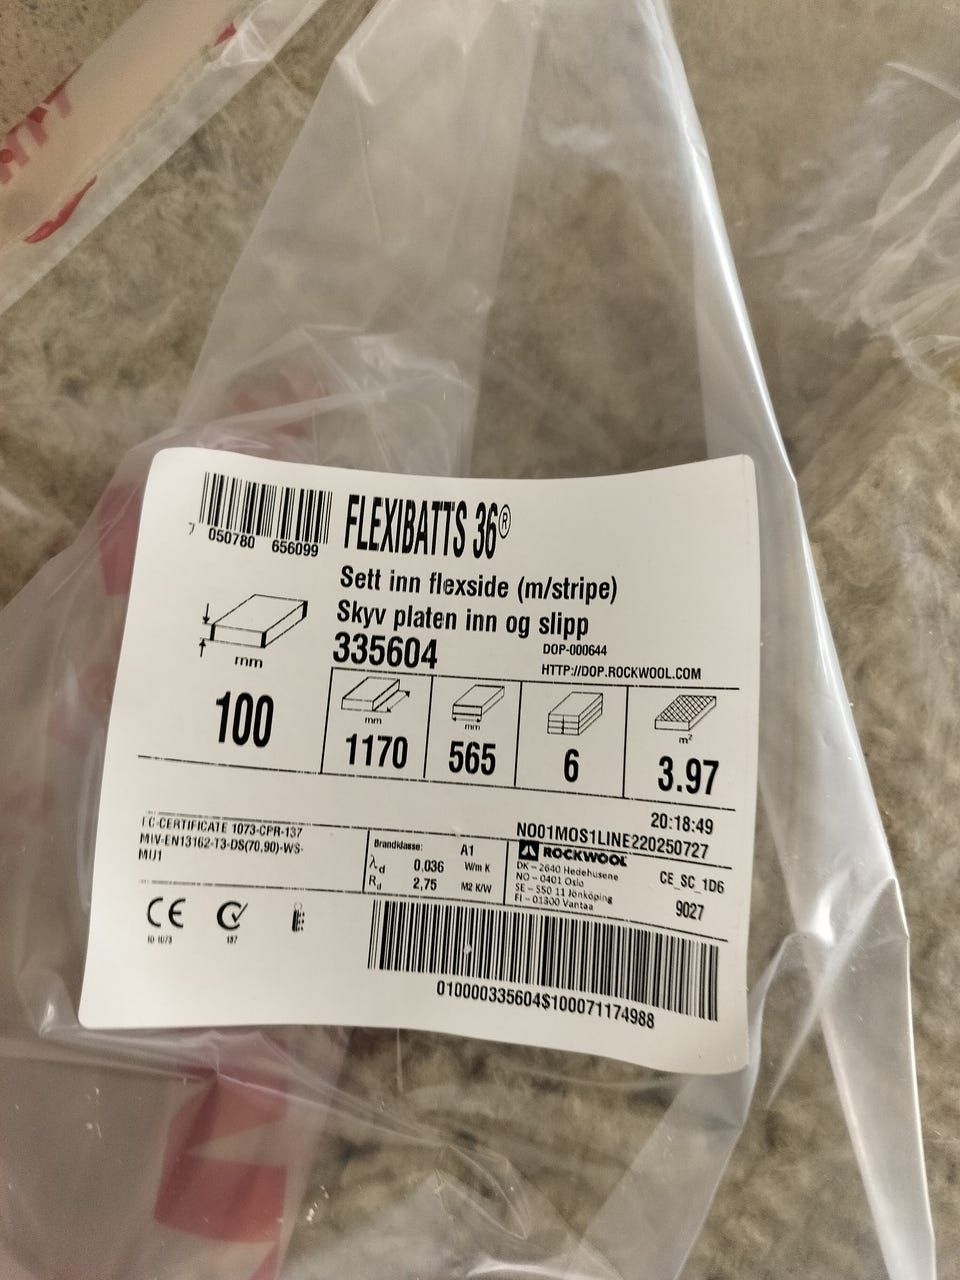 7 050780 656099
FLEXIBATTS 36®
Sett inn flexside (m/stripe)
Skyv platen inn og slipp
335604
DOP-000644
HTTP://DOP.ROCKWOOL.COM
mm
100
mm
1170
mm
565
6
m²
3.97
20:18:49
NO01MOS1LINE220250727
EC-CERTIFICATE 1073-CPR-137
MW-EN13162-T3-DS(70,90)-WS-
MU1
Brandklasse: A1
λd 0.036 W/m K
Rd 2,75 M2 K/W
ROCKWOOL
DK - 2640 Hedehusene
NO - 0401 Oslo
SE - 550 11 Jönköping
FI - 01300 Vantaa
CE_SC_1D6
9027
CE
ID 1073
137
010000335604$100071174988